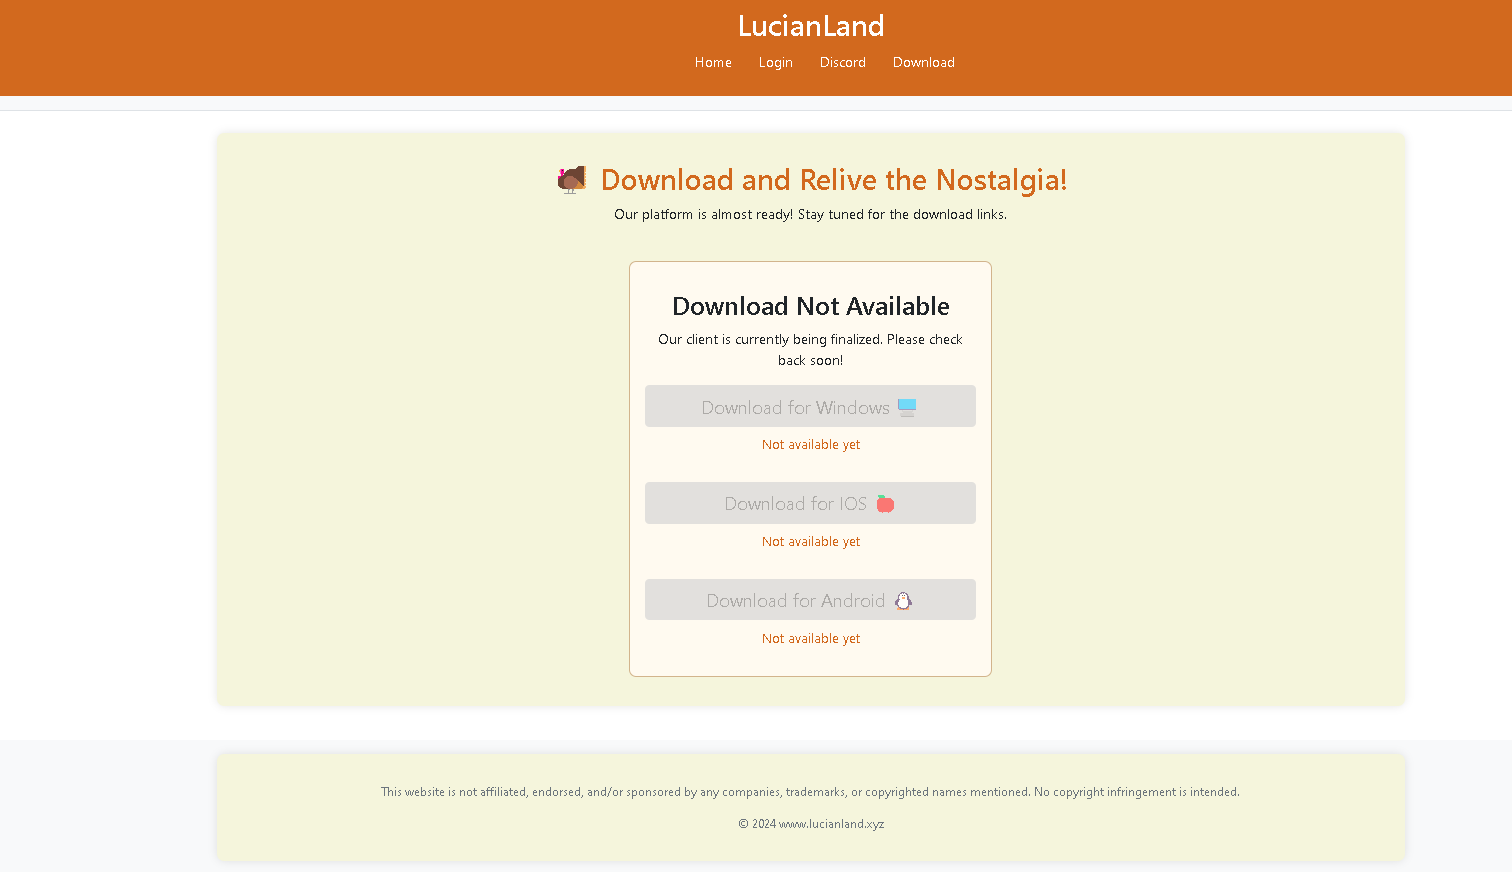 LucianLand
Home Login Discord Download
Download and Relive the Nostalgia!
Our platform is almost ready! Stay tuned for the download links.
Download Not Available
Our client is currently being finalized. Please check
back soon!
Download for Windows
Not available yet
Download for IOS
Not available yet
Download for Android
Not available yet
This website is not affiliated, endorsed, and/or sponsored by any companies, trademarks, or copyrighted names mentioned. No copyright infringement is intended.
© 2024 www.lucianland.xyz